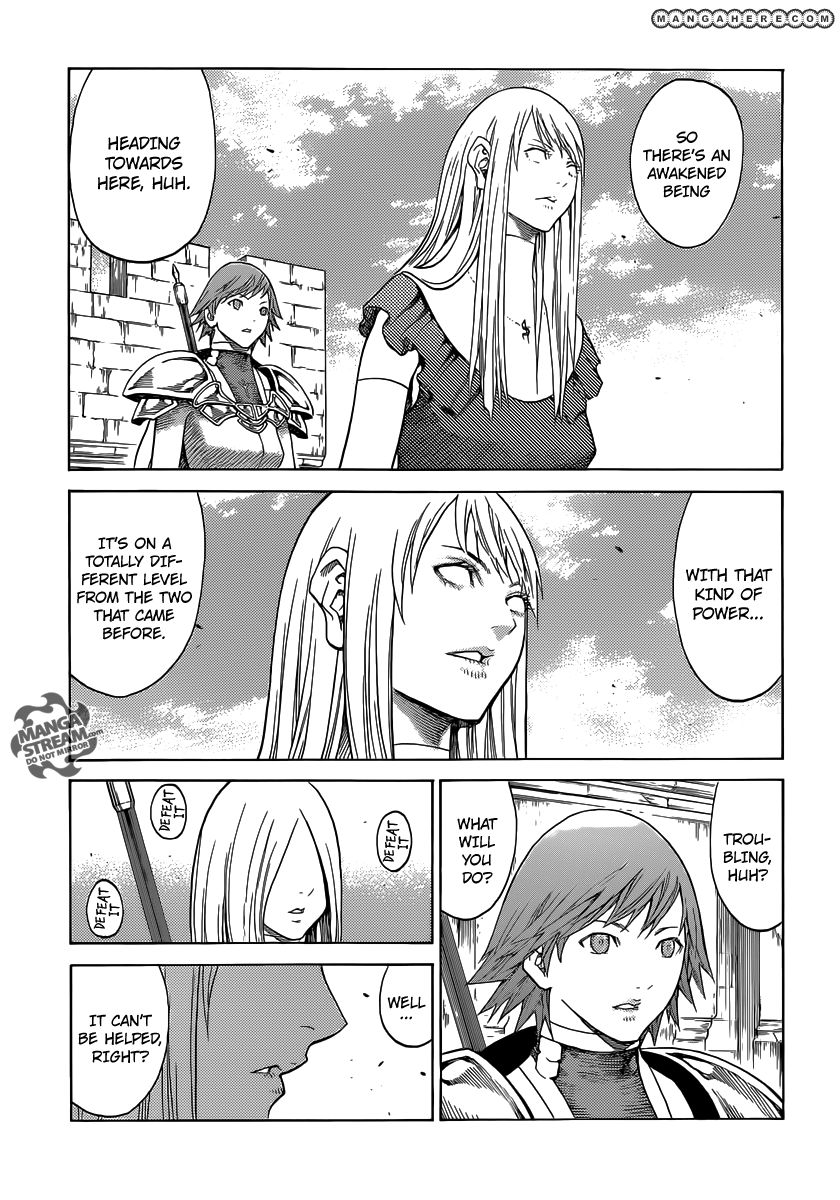 MANGAHERE.COM
SO
THERE'S AN
AWAKENED
BEING
HEADING
TOWARDS
HERE, HUH.
WITH THAT
KIND OF
POWER...
IT'S ON A
TOTALLY DIF-
FERENT LEVEL
FROM THE TWO
THAT CAME
BEFORE.
MANGA
STREAM.com
DO NOT MIRROR
TROU-
BLING,
HUH?
WHAT
WILL
YOU
DO?
DEFEAT
IT
DEFEAT
IT
DEFEAT
IT
WELL
...
IT CAN'T
BE HELPED,
RIGHT?